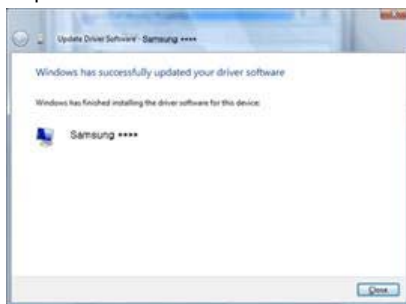 Update Driver Software - Samsung ****
Windows has successfully updated your driver software
Windows has finished installing the driver software for this device:
Samsung ****
Close